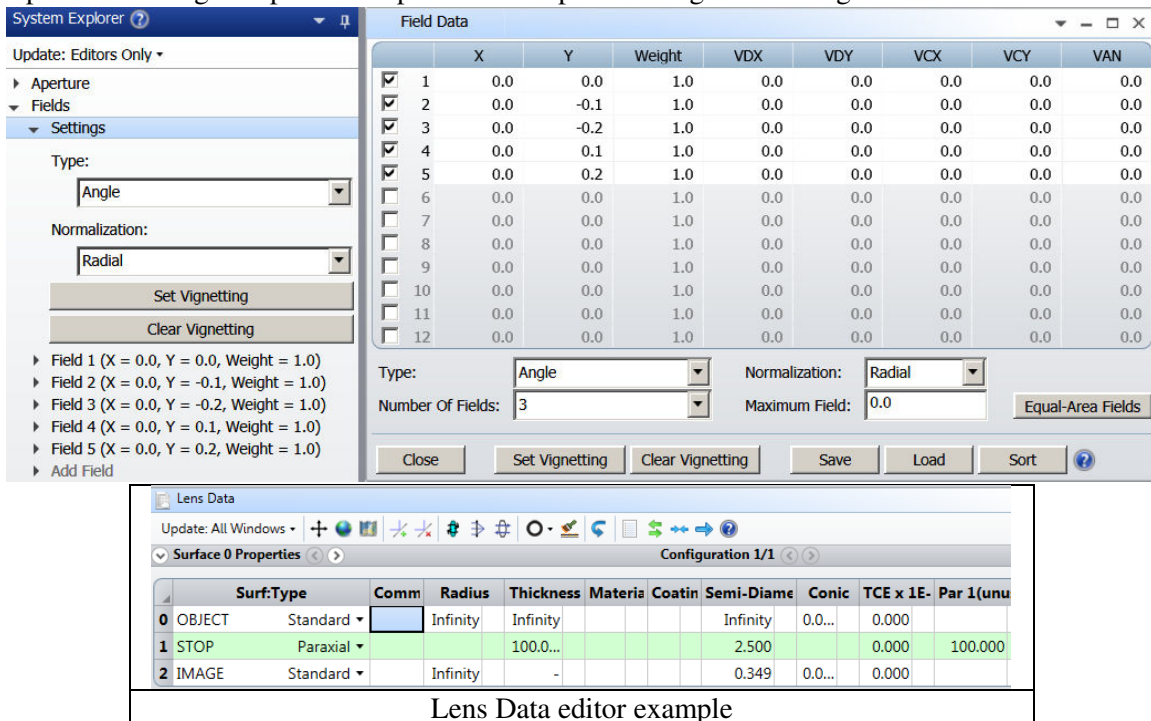 System Explorer
Update: Editors Only
Aperture
Fields
Settings
Type:
Angle
Normalization:
Radial
Set Vignetting
Clear Vignetting
Field 1 (X = 0.0, Y = 0.0, Weight = 1.0)
Field 2 (X = 0.0, Y = -0.1, Weight = 1.0)
Field 3 (X = 0.0, Y = -0.2, Weight = 1.0)
Field 4 (X = 0.0, Y = 0.1, Weight = 1.0)
Field 5 (X = 0.0, Y = 0.2, Weight = 1.0)
Add Field
Field Data
X Y Weight VDX VDY VCX VCY VAN
1 0.0 0.0 1.0 0.0 0.0 0.0 0.0 0.0
2 0.0 -0.1 1.0 0.0 0.0 0.0 0.0 0.0
3 0.0 -0.2 1.0 0.0 0.0 0.0 0.0 0.0
4 0.0 0.1 1.0 0.0 0.0 0.0 0.0 0.0
5 0.0 0.2 1.0 0.0 0.0 0.0 0.0 0.0
6 0.0 0.0 1.0 0.0 0.0 0.0 0.0 0.0
7 0.0 0.0 1.0 0.0 0.0 0.0 0.0 0.0
8 0.0 0.0 1.0 0.0 0.0 0.0 0.0 0.0
9 0.0 0.0 1.0 0.0 0.0 0.0 0.0 0.0
10 0.0 0.0 1.0 0.0 0.0 0.0 0.0 0.0
11 0.0 0.0 1.0 0.0 0.0 0.0 0.0 0.0
12 0.0 0.0 1.0 0.0 0.0 0.0 0.0 0.0
Type: Angle Normalization: Radial
Number Of Fields: 3 Maximum Field: 0.0 Equal-Area Fields
Close Set Vignetting Clear Vignetting Save Load Sort
Lens Data
Update: All Windows
Surface 0 Properties Configuration 1/1
Surf:Type Comm Radius Thickness Materia Coatin Semi-Diame Conic TCE x 1E- Par 1(unu
0 OBJECT Standard Infinity Infinity Infinity 0.0... 0.000
1 STOP Paraxial 100.0... 2.500 0.000 100.000
2 IMAGE Standard Infinity - 0.349 0.0... 0.000
Lens Data editor example